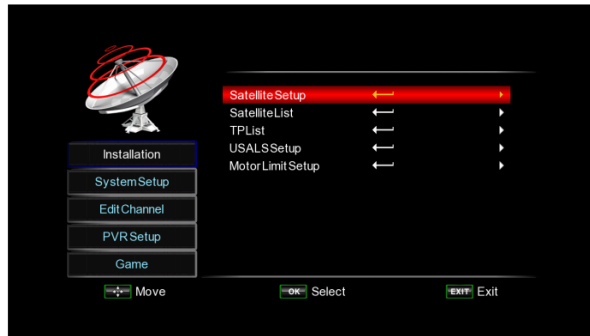 Satellite Setup
Satellite List
TP List
USALS Setup
Motor Limit Setup
Installation
System Setup
Edit Channel
PVR Setup
Game
Move
OK Select
EXIT Exit